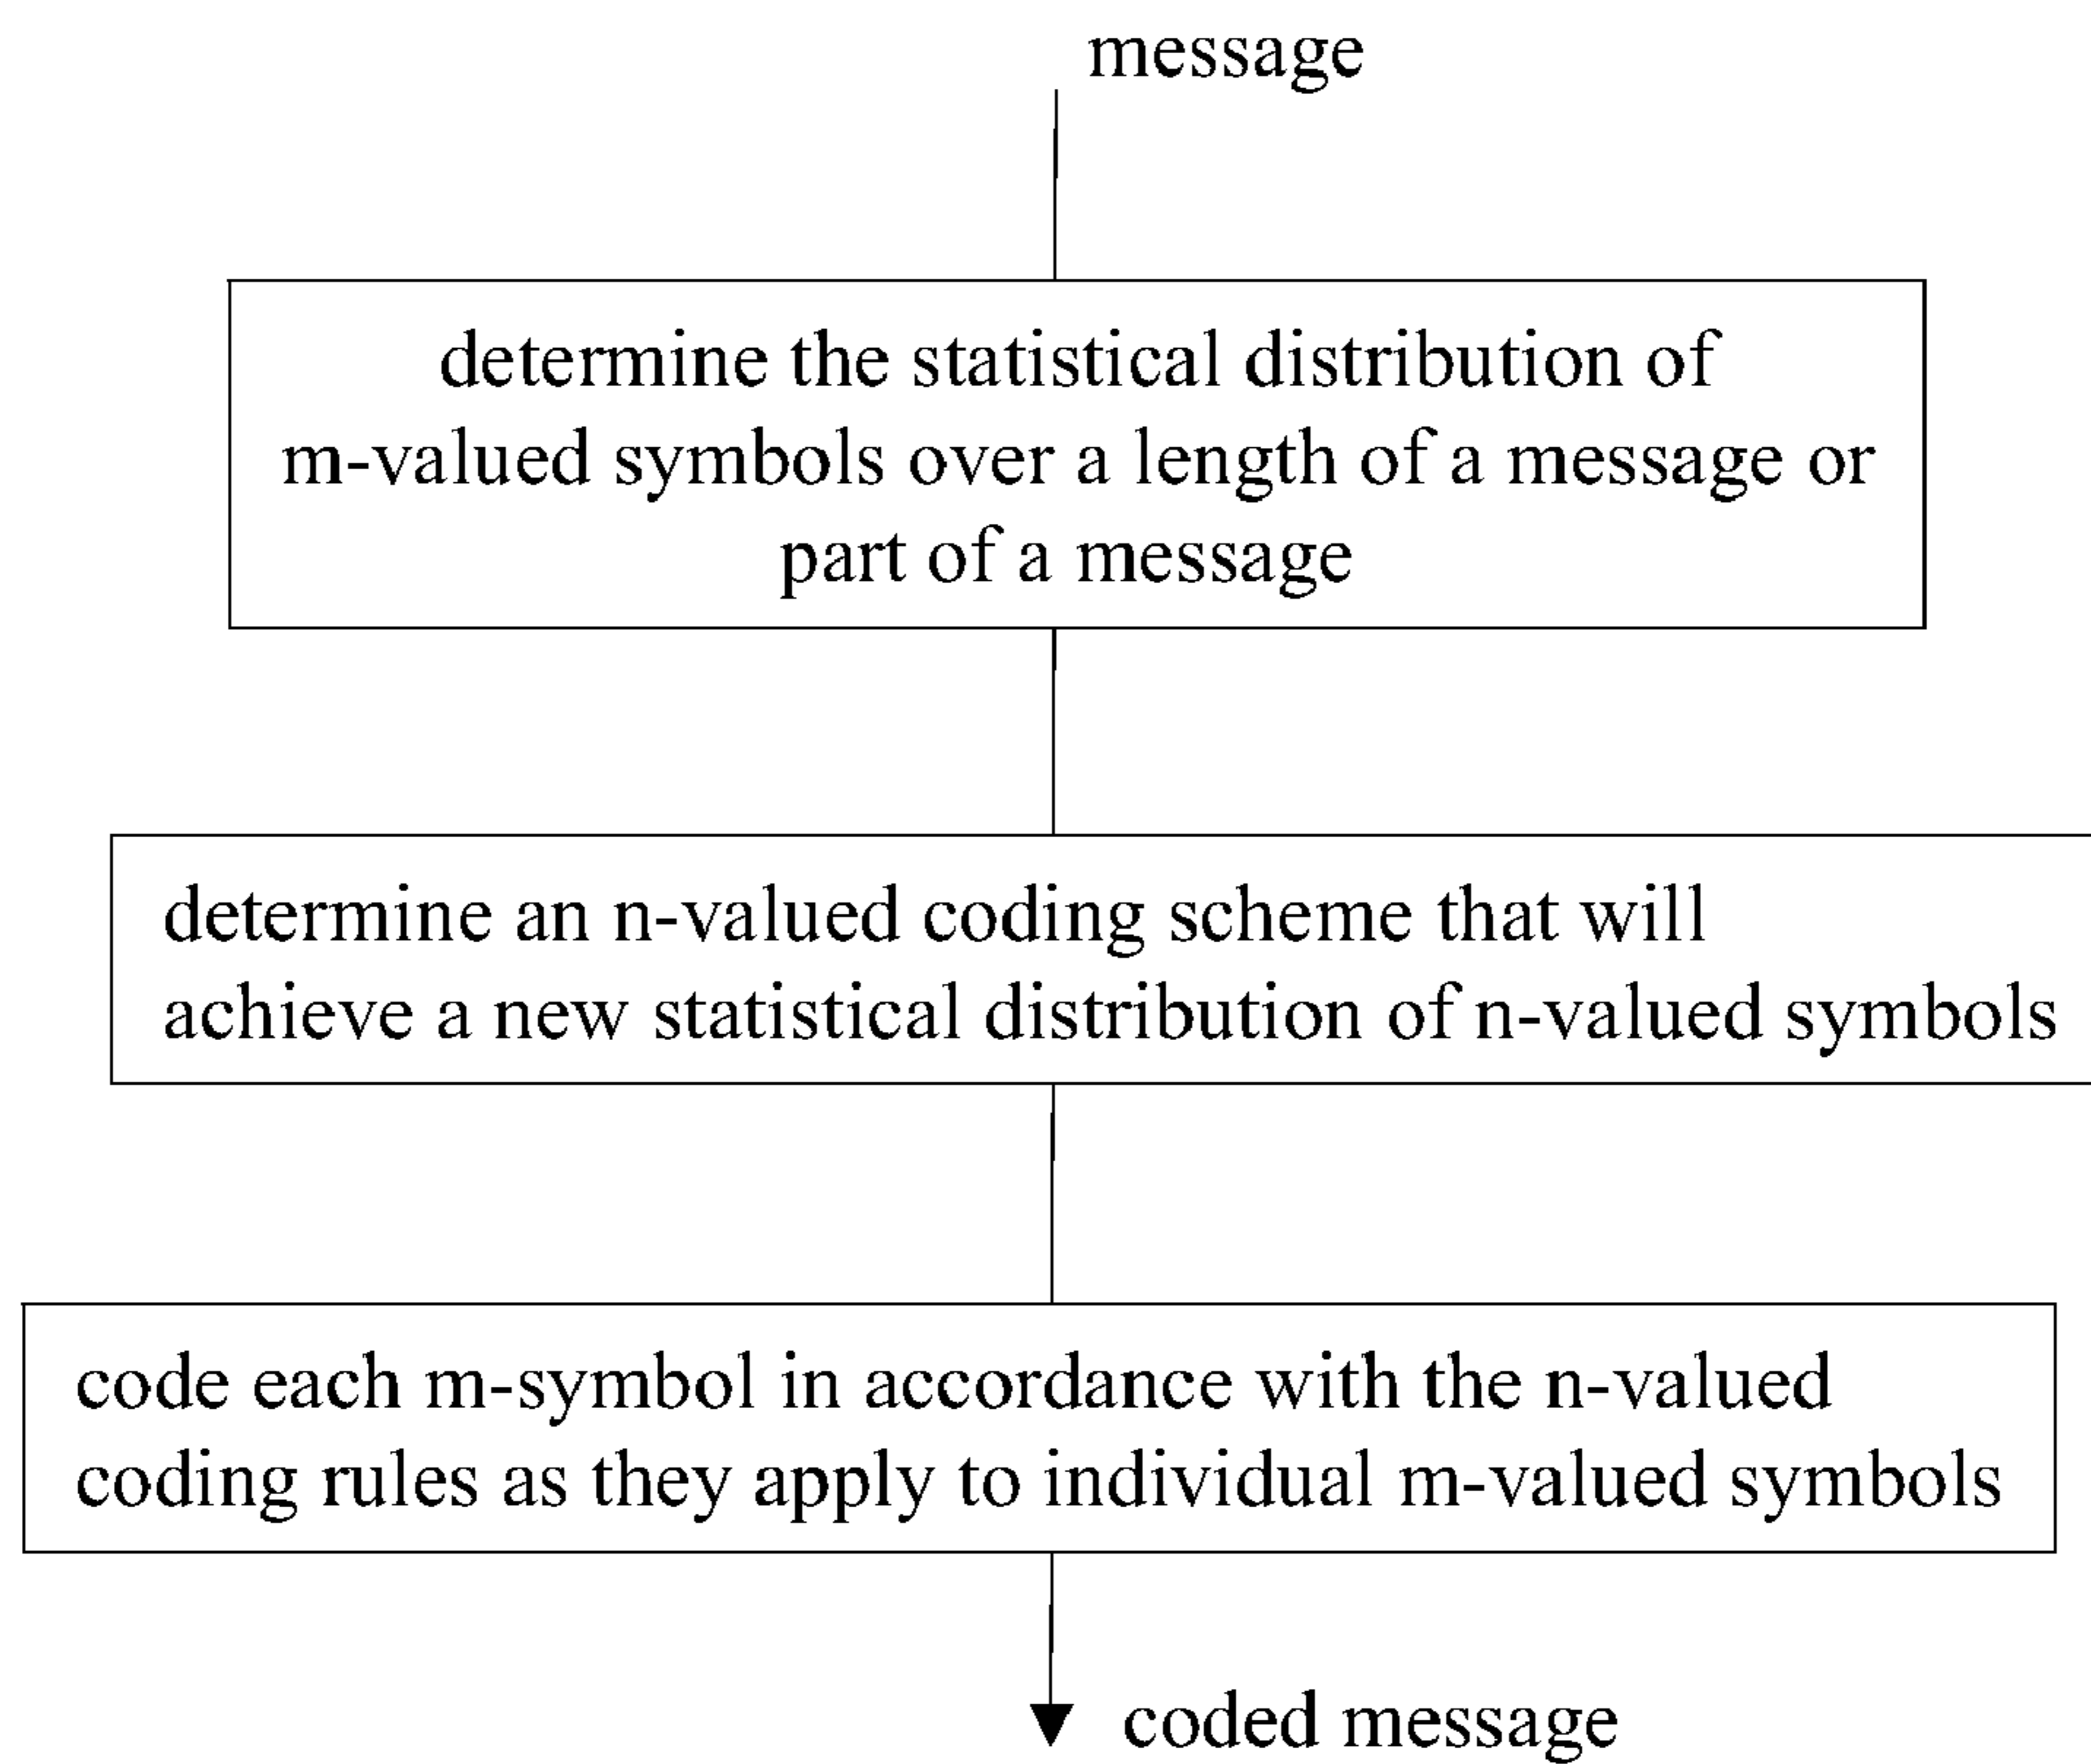 message
determine the statistical distribution of
m-valued symbols over a length of a message or
part of a message
determine an n-valued coding scheme that will
achieve a new statistical distribution of n-valued symbols
code each m-symbol in accordance with the n-valued
coding rules as they apply to individual m-valued symbols
coded message